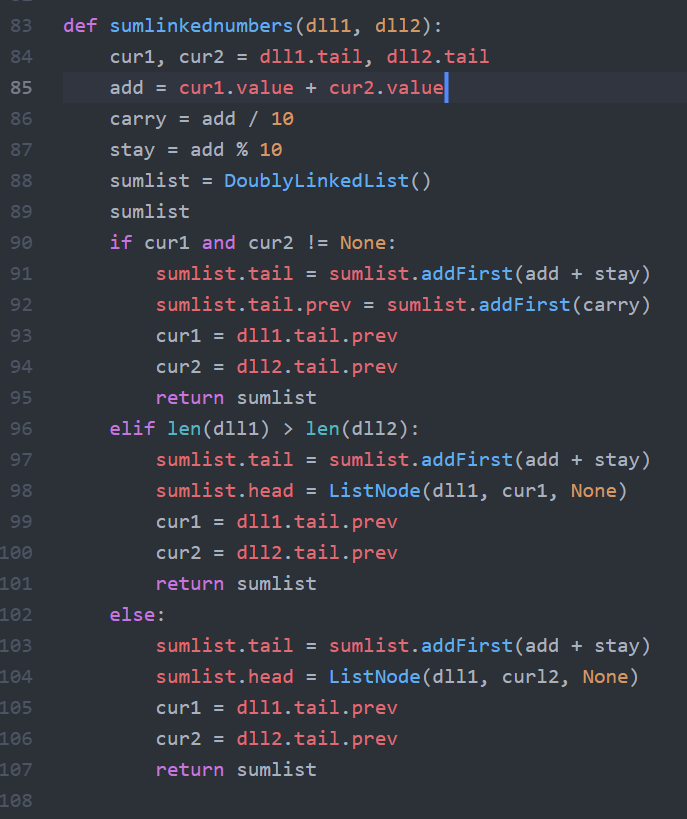 83 def sumlinkednumbers(dll1, dll2):
84     cur1, cur2 = dll1.tail, dll2.tail
85     add = cur1.value + cur2.value
86     carry = add / 10
87     stay = add % 10
88     sumlist = DoublyLinkedList()
89     sumlist
90     if cur1 and cur2 != None:
91         sumlist.tail = sumlist.addFirst(add + stay)
92         sumlist.tail.prev = sumlist.addFirst(carry)
93         cur1 = dll1.tail.prev
94         cur2 = dll2.tail.prev
95         return sumlist
96     elif len(dll1) > len(dll2):
97         sumlist.tail = sumlist.addFirst(add + stay)
98         sumlist.head = ListNode(dll1, cur1, None)
99         cur1 = dll1.tail.prev
100         cur2 = dll2.tail.prev
101         return sumlist
102     else:
103         sumlist.tail = sumlist.addFirst(add + stay)
104         sumlist.head = ListNode(dll1, curl2, None)
105         cur1 = dll1.tail.prev
106         cur2 = dll2.tail.prev
107         return sumlist
108